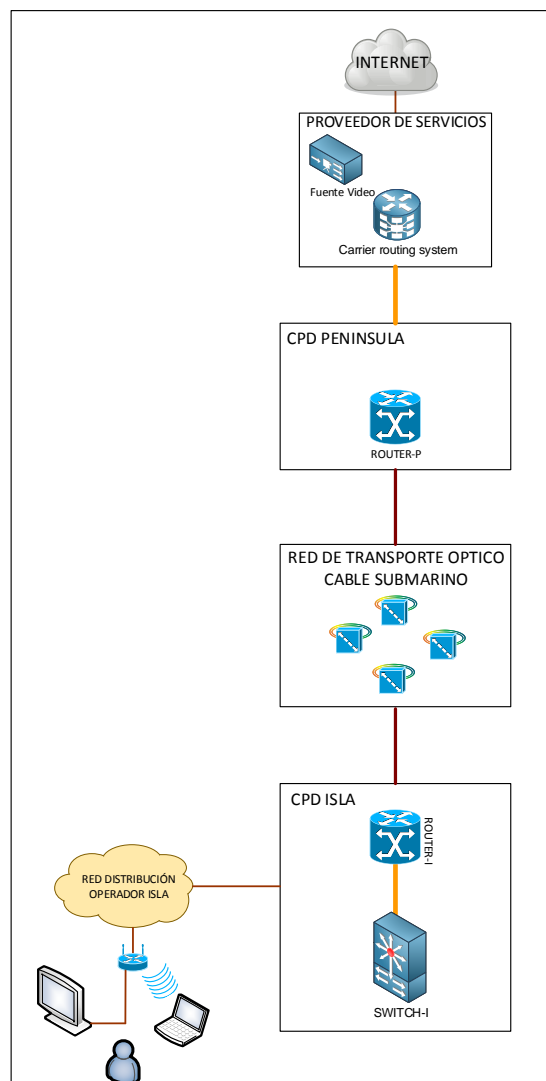 INTERNET
PROVEEDOR DE SERVICIOS
Fuente Video
Carrier routing system
CPD PENINSULA
ROUTER-P
RED DE TRANSPORTE OPTICO
CABLE SUBMARINO
CPD ISLA
ROUTER-I
SWITCH-I
RED DISTRIBUCIÓN
OPERADOR ISLA